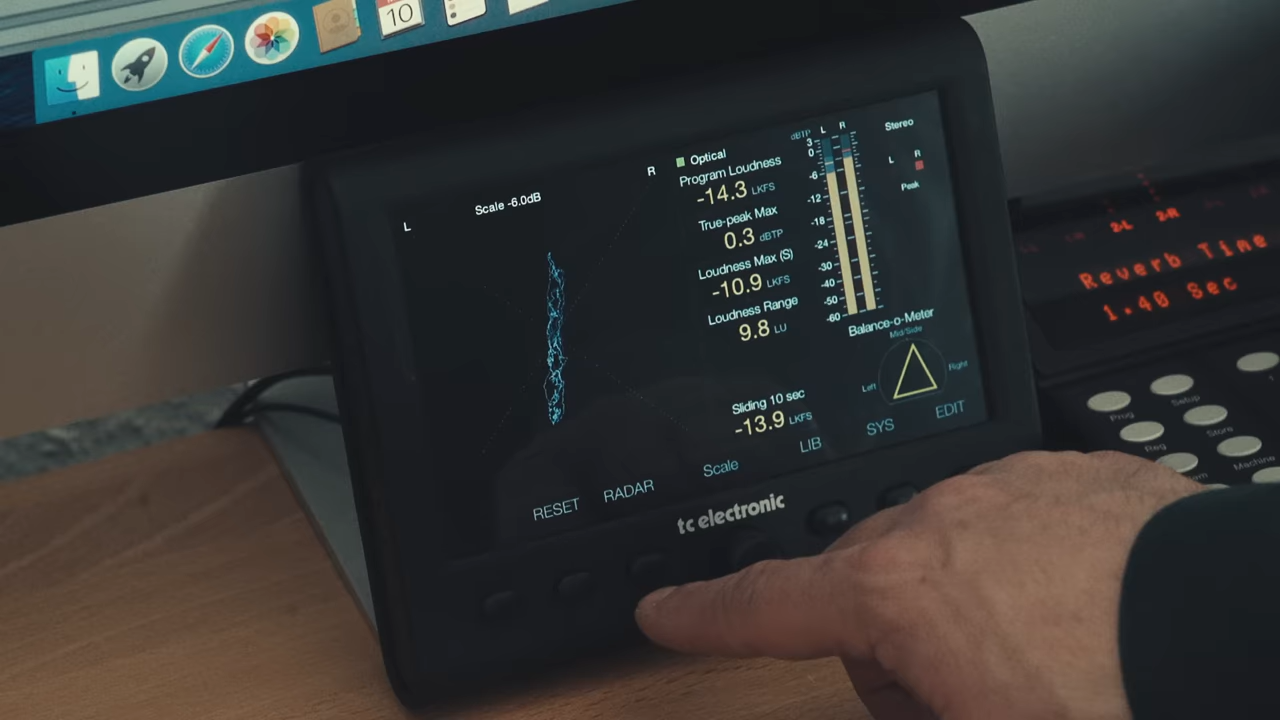 10
L
Scale -6.0dB
R
Optical
Program Loudness
-14.3 LKFS
True-peak Max
0.3 dBTP
Loudness Max (S)
-10.9 LKFS
Loudness Range
9.8 LU
Sliding 10 sec
-13.9 LKFS
dBTP L R
3
0
-6
-12
-18
-24
-30
-40
-50
-60
Stereo
L R
Peak
Balance-o-Meter
Mid/Side
Left Right
RESET RADAR Scale LIB SYS EDIT
tc electronic
2-L 2-R
Reverb Time
1.40 Sec
Prog Setup
Reg Store
Machine